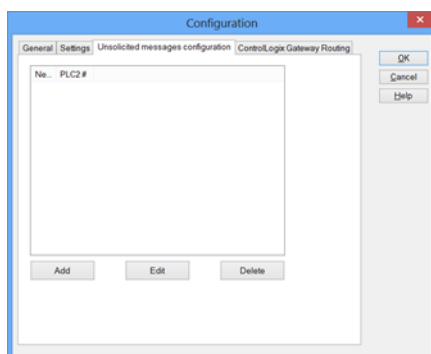 Configuration
General Settings Unsolicited messages configuration ControlLogix Gateway Routing
OK
Cancel
Help
Ne... PLC2 #
Add Edit Delete